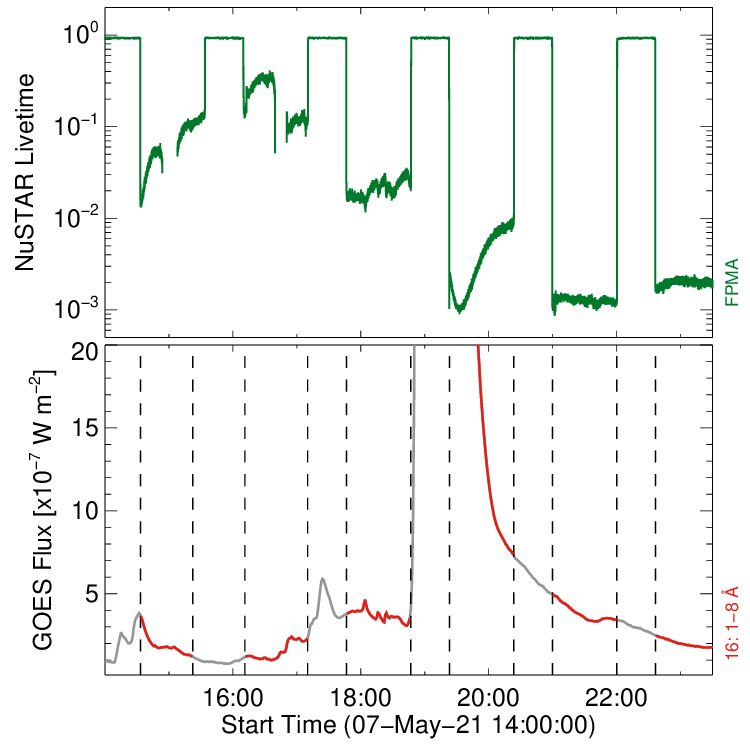 NuSTAR Livetime
10⁰
10⁻¹
10⁻²
10⁻³
FPMA
GOES Flux [x10⁻⁷ W m⁻²]
20
15
10
5
16: 1−8 Å
16:00 18:00 20:00 22:00
Start Time (07−May−21 14:00:00)